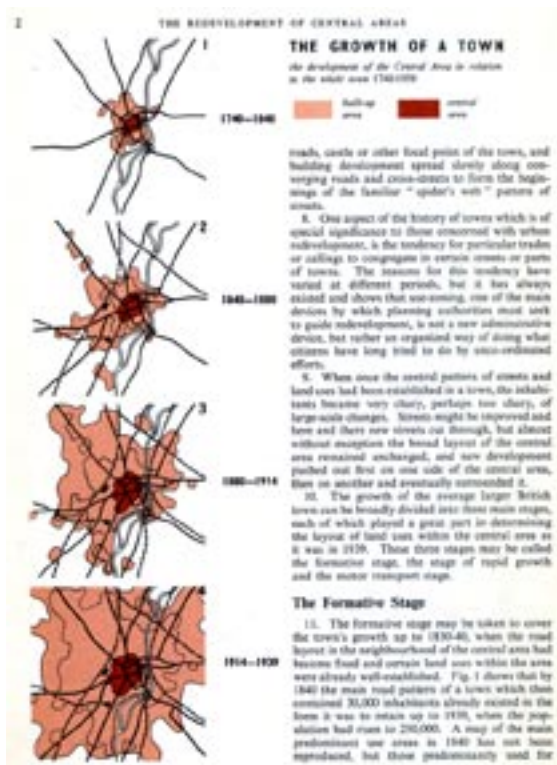 2
THE REDEVELOPMENT OF CENTRAL AREAS
THE GROWTH OF A TOWN
the development of the Central Area in relation
to the whole town 1740-1939
built-up
area
central
area
1
1740—1840
2
1840—1880
3
1880—1914
4
1914—1939
roads, castle or other focal point of the town, and
building development spread slowly along con-
verging roads and cross-streets to form the begin-
nings of the familiar " spider's web " pattern of
streets.
8. One aspect of the history of towns which is of
special significance to those concerned with urban
redevelopment, is the tendency for particular trades
or callings to congregate in certain streets or parts
of towns. The reasons for this tendency have
varied at different periods, but it has always
existed and shows that use-zoning, one of the main
devices by which planning authorities must seek
to guide redevelopment, is not a new administrative
device, but rather an organized way of doing what
citizens have long tried to do by unco-ordinated
efforts.
9. When once the central pattern of streets and
land uses had been established in a town, the inhabi-
tants became very chary, perhaps too chary, of
large-scale changes. Streets might be improved and
here and there new streets cut through, but almost
without exception the broad layout of the central
area remained unchanged, and new development
pushed out first on one side of the central area,
then on another and eventually surrounded it.
10. The growth of the average larger British
town can be broadly divided into three main stages,
each of which played a great part in determining
the layout of land uses within the central area as
it was in 1939. These three stages may be called
the formative stage, the stage of rapid growth
and the motor transport stage.
The Formative Stage
11. The formative stage may be taken to cover
the town's growth up to 1830-40, when the road
layout in the neighbourhood of the central area had
become fixed and certain land uses within the area
were already well-established. Fig. 1 shows that by
1840 the main road pattern of a town which then
contained 30,000 inhabitants already existed in the
form it was to retain up to 1939, when the pop-
ulation had risen to 250,000. A map of the main
predominant use areas in 1840 has not been
reproduced, but those predominantly used for